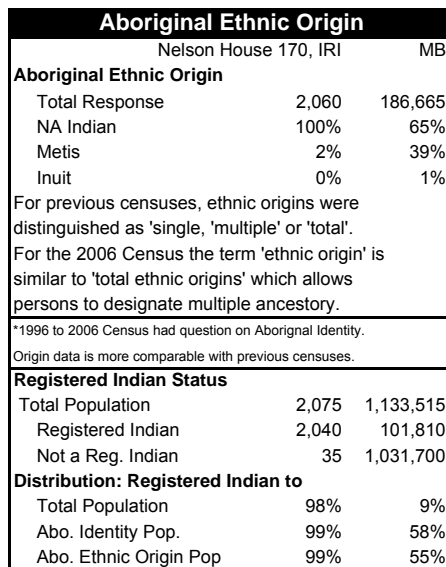 Aboriginal Ethnic Origin
Nelson House 170, IRI MB
Aboriginal Ethnic Origin
Total Response 2,060 186,665
NA Indian 100% 65%
Metis 2% 39%
Inuit 0% 1%
For previous censuses, ethnic origins were
distinguished as 'single, 'multiple' or 'total'.
For the 2006 Census the term 'ethnic origin' is
similar to 'total ethnic origins' which allows
persons to designate multiple ancestory.
*1996 to 2006 Census had question on Aborignal Identity.
Origin data is more comparable with previous censuses.
Registered Indian Status
Total Population 2,075 1,133,515
Registered Indian 2,040 101,810
Not a Reg. Indian 35 1,031,700
Distribution: Registered Indian to
Total Population 98% 9%
Abo. Identity Pop. 99% 58%
Abo. Ethnic Origin Pop 99% 55%